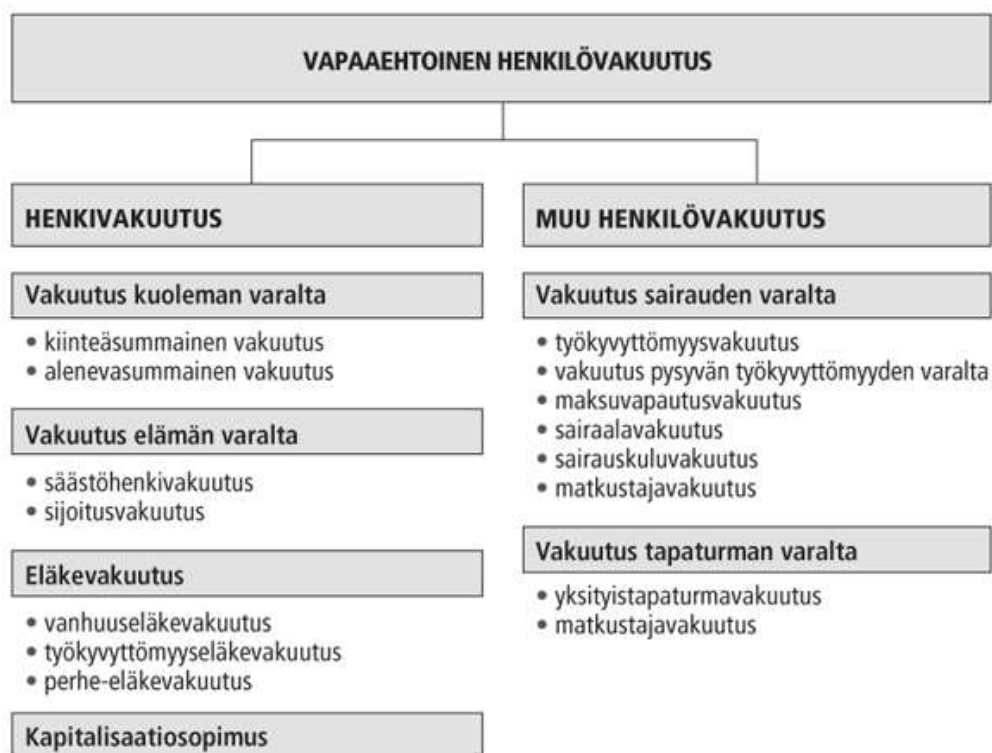 VAPAAEHTOINEN HENKILÖVAKUUTUS
HENKIVAKUUTUS
Vakuutus kuoleman varalta
• kiinteäsummainen vakuutus
• alenevasummainen vakuutus
Vakuutus elämän varalta
• säästöhenkivakuutus
• sijoitusvakuutus
Eläkevakuutus
• vanhuuseläkevakuutus
• työkyvyttömyyseläkevakuutus
• perhe-eläkevakuutus
Kapitalisaatiosopimus
MUU HENKILÖVAKUUTUS
Vakuutus sairauden varalta
• työkyvyttömyysvakuutus
• vakuutus pysyvän työkyvyttömyyden varalta
• maksuvapautusvakuutus
• sairaalavakuutus
• sairauskuluvakuutus
• matkustajavakuutus
Vakuutus tapaturman varalta
• yksityistapaturmavakuutus
• matkustajavakuutus